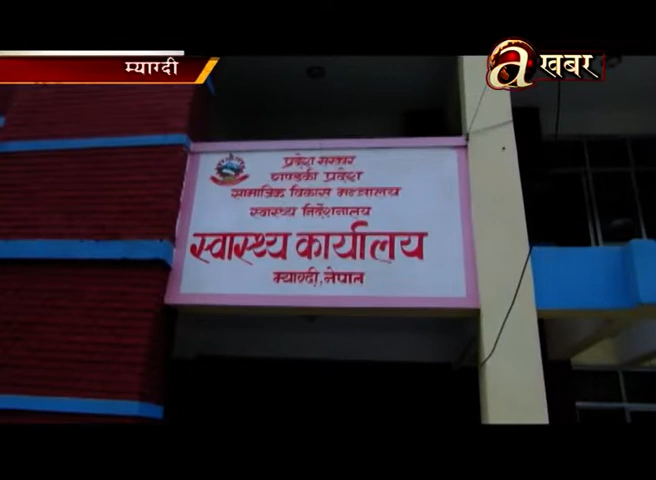 म्याग्दी
a खबर
प्रदेश सरकार
गण्डकी प्रदेश
सामाजिक विकास मन्त्रालय
स्वास्थ्य निर्देशनालय
स्वास्थ्य कार्यालय
म्याग्दी, नेपाल